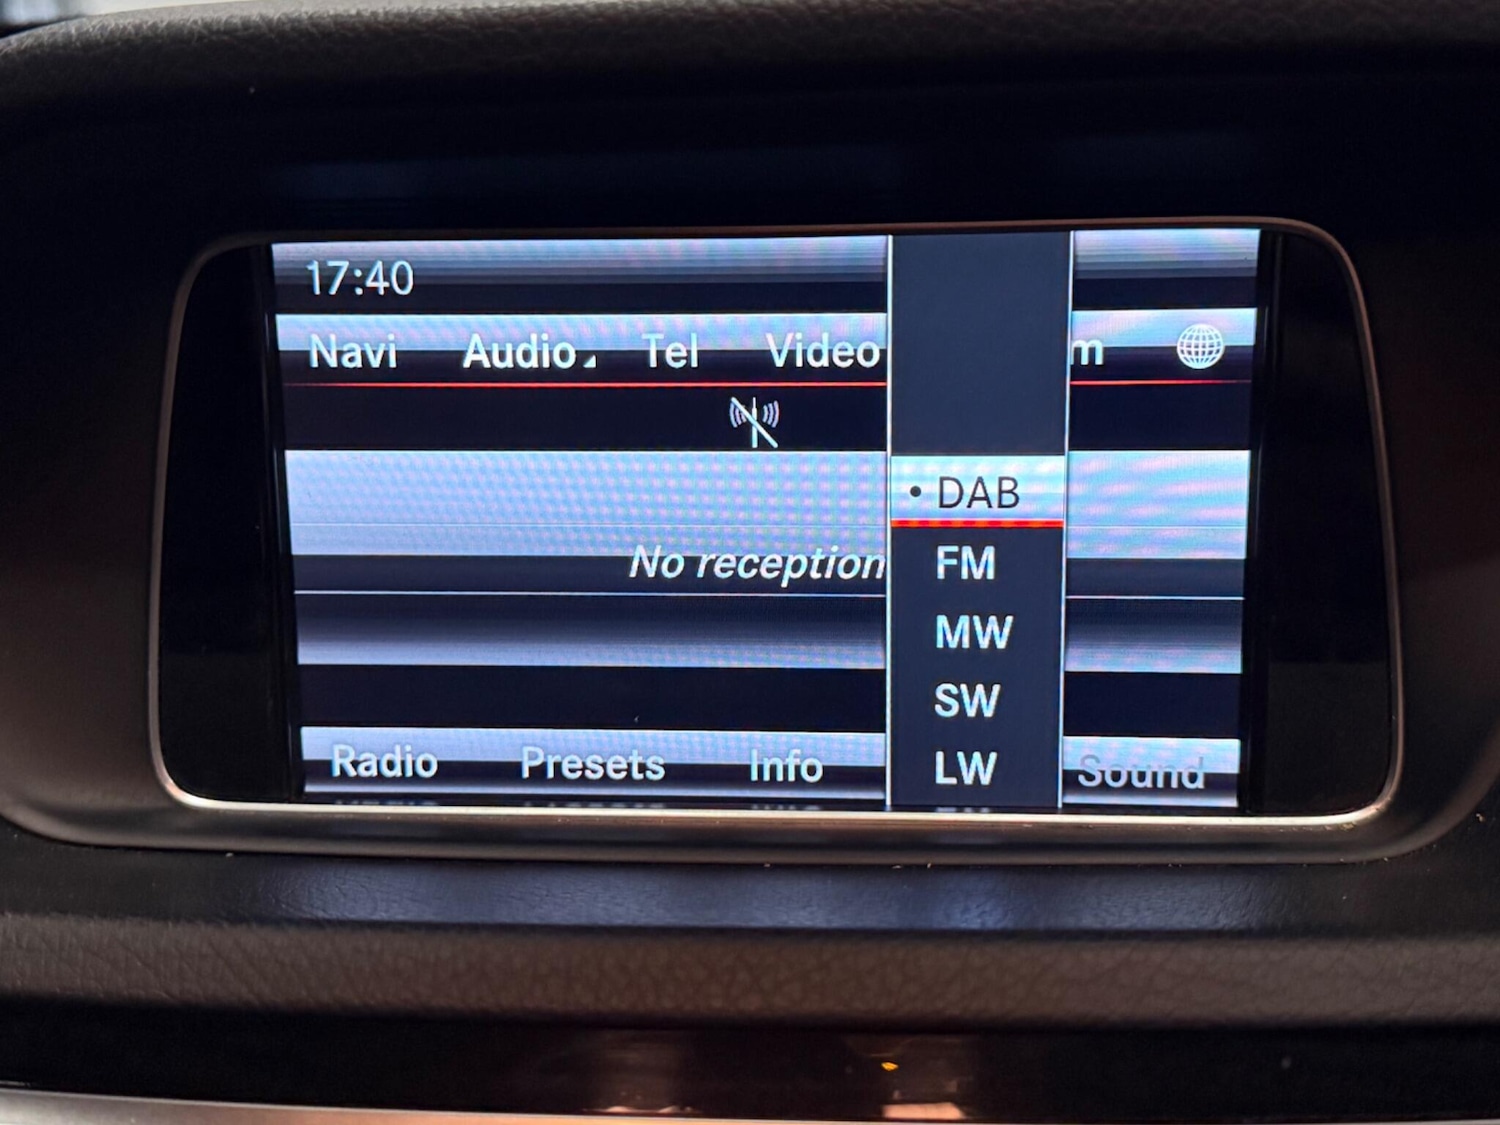 17:40
Navi Audio Tel Video m
• DAB
No reception
FM
MW
SW
LW
Radio Presets Info Sound